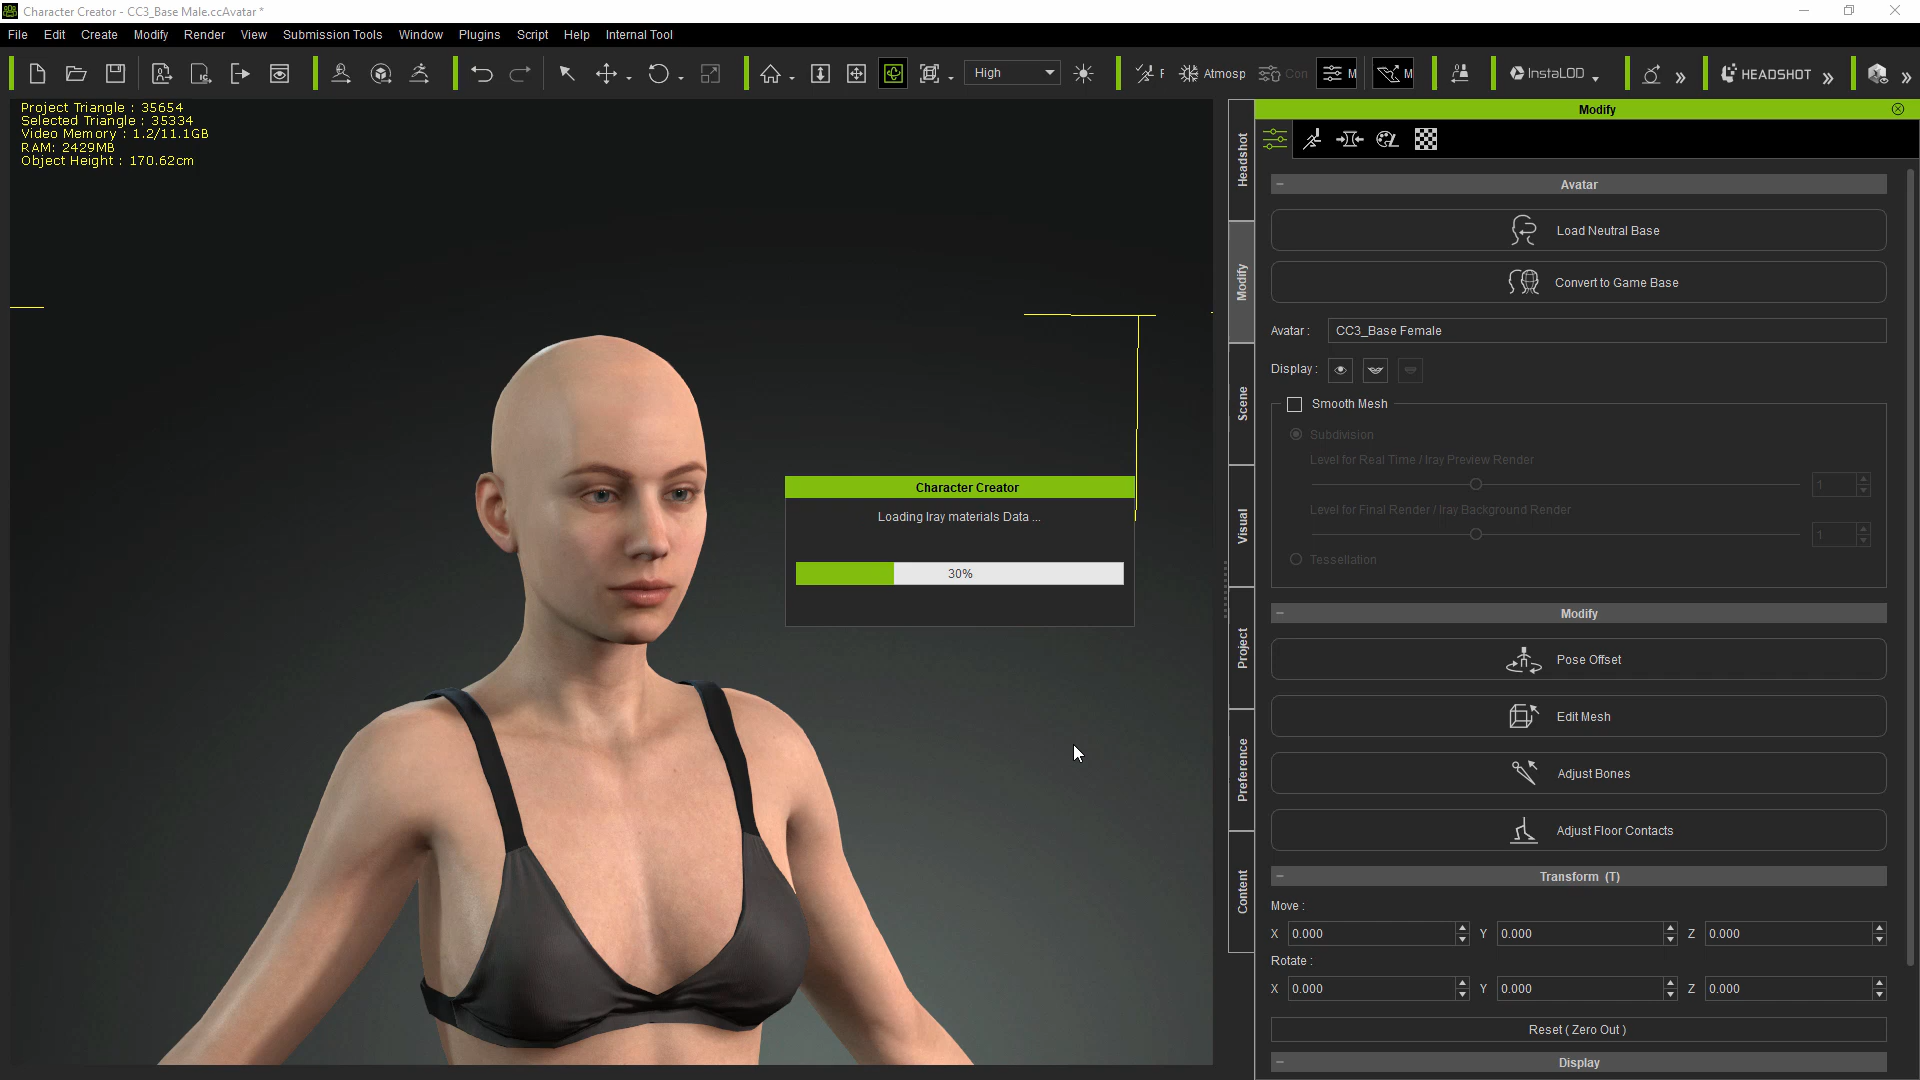 Character Creator - CC3_Base Male.ccAvatar *
File Edit Create Modify Render View Submission Tools Window Plugins Script Help Internal Tool
High F Atmosp Con M M InstaLOD HEADSHOT
Project Triangle : 35654
Selected Triangle : 35334
Video Memory : 1.2/11.1GB
RAM: 2429MB
Object Height : 170.62cm
Character Creator
Loading Iray materials Data ...
30%
Headshot
Modify
Scene
Visual
Project
Preference
Content
Modify
Avatar
Load Neutral Base
Convert to Game Base
Avatar : CC3_Base Female
Display :
Smooth Mesh
Subdivision
Level for Real Time / Iray Preview Render
1
Level for Final Render / Iray Background Render
1
Tessellation
Modify
Pose Offset
Edit Mesh
Adjust Bones
Adjust Floor Contacts
Transform (T)
Move :
X 0.000 Y 0.000 Z 0.000
Rotate :
X 0.000 Y 0.000 Z 0.000
Reset ( Zero Out )
Display